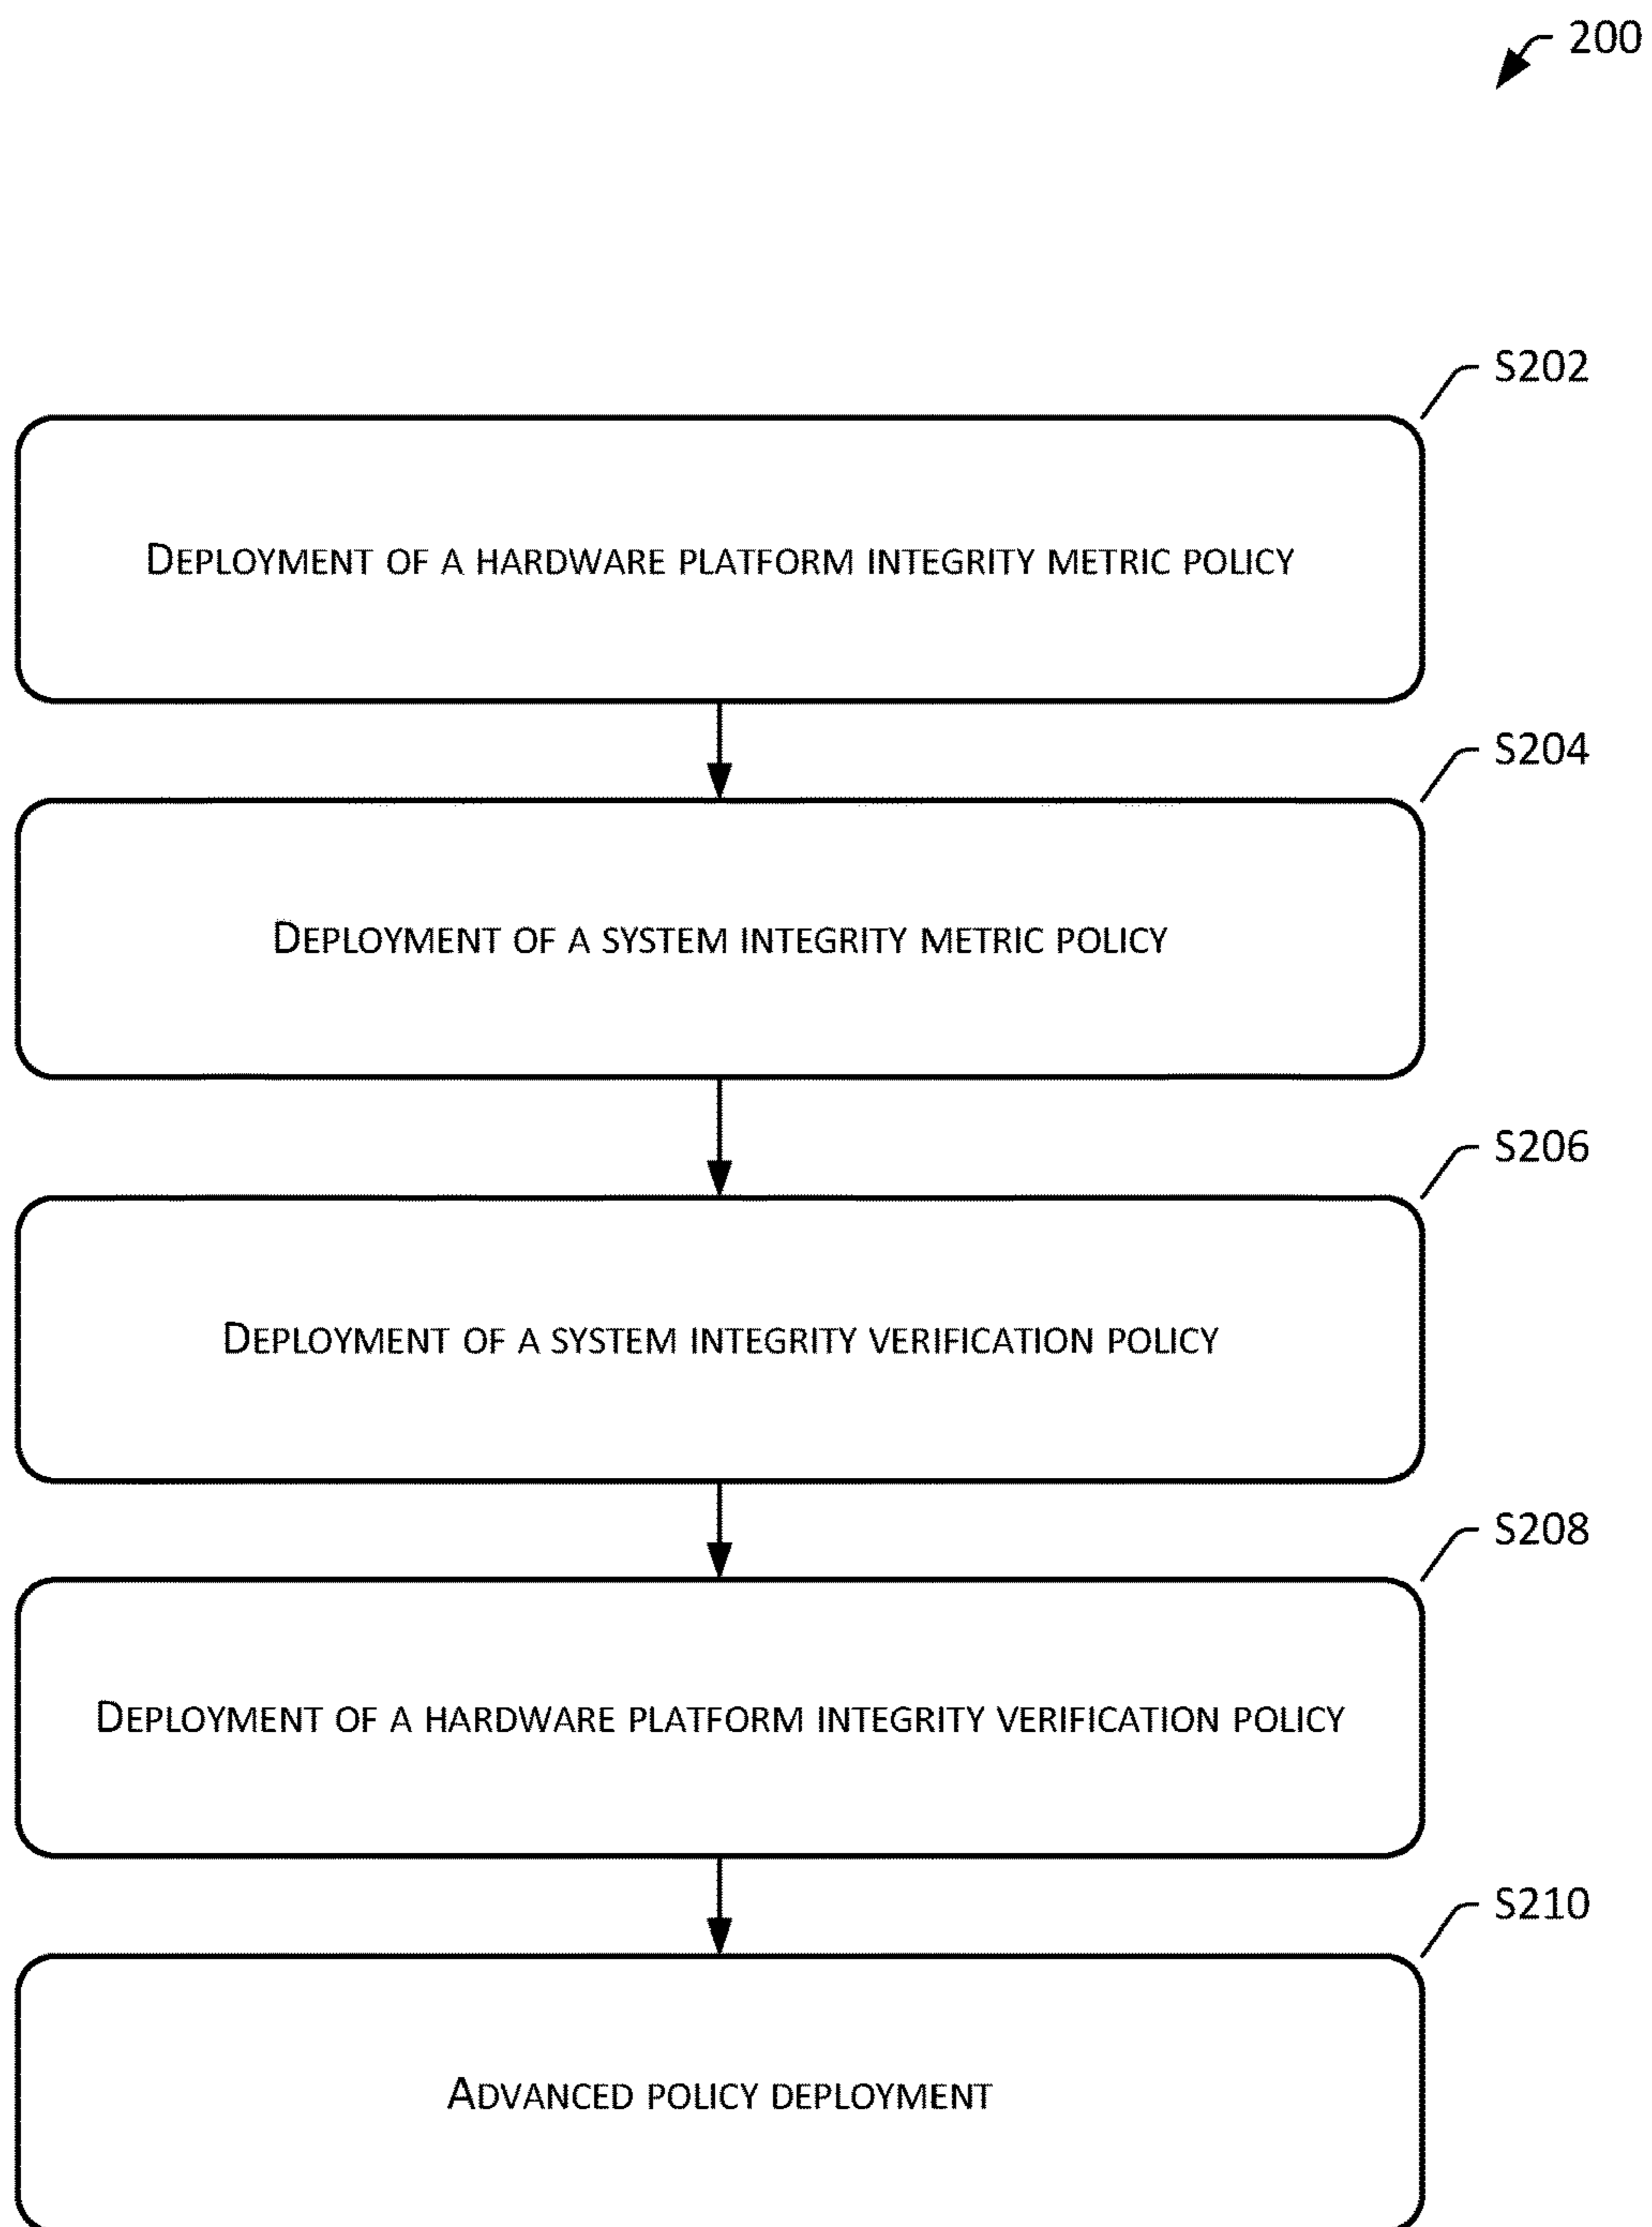 200
S202
DEPLOYMENT OF A HARDWARE PLATFORM INTEGRITY METRIC POLICY
S204
DEPLOYMENT OF A SYSTEM INTEGRITY METRIC POLICY
S206
DEPLOYMENT OF A SYSTEM INTEGRITY VERIFICATION POLICY
S208
DEPLOYMENT OF A HARDWARE PLATFORM INTEGRITY VERIFICATION POLICY
S210
ADVANCED POLICY DEPLOYMENT